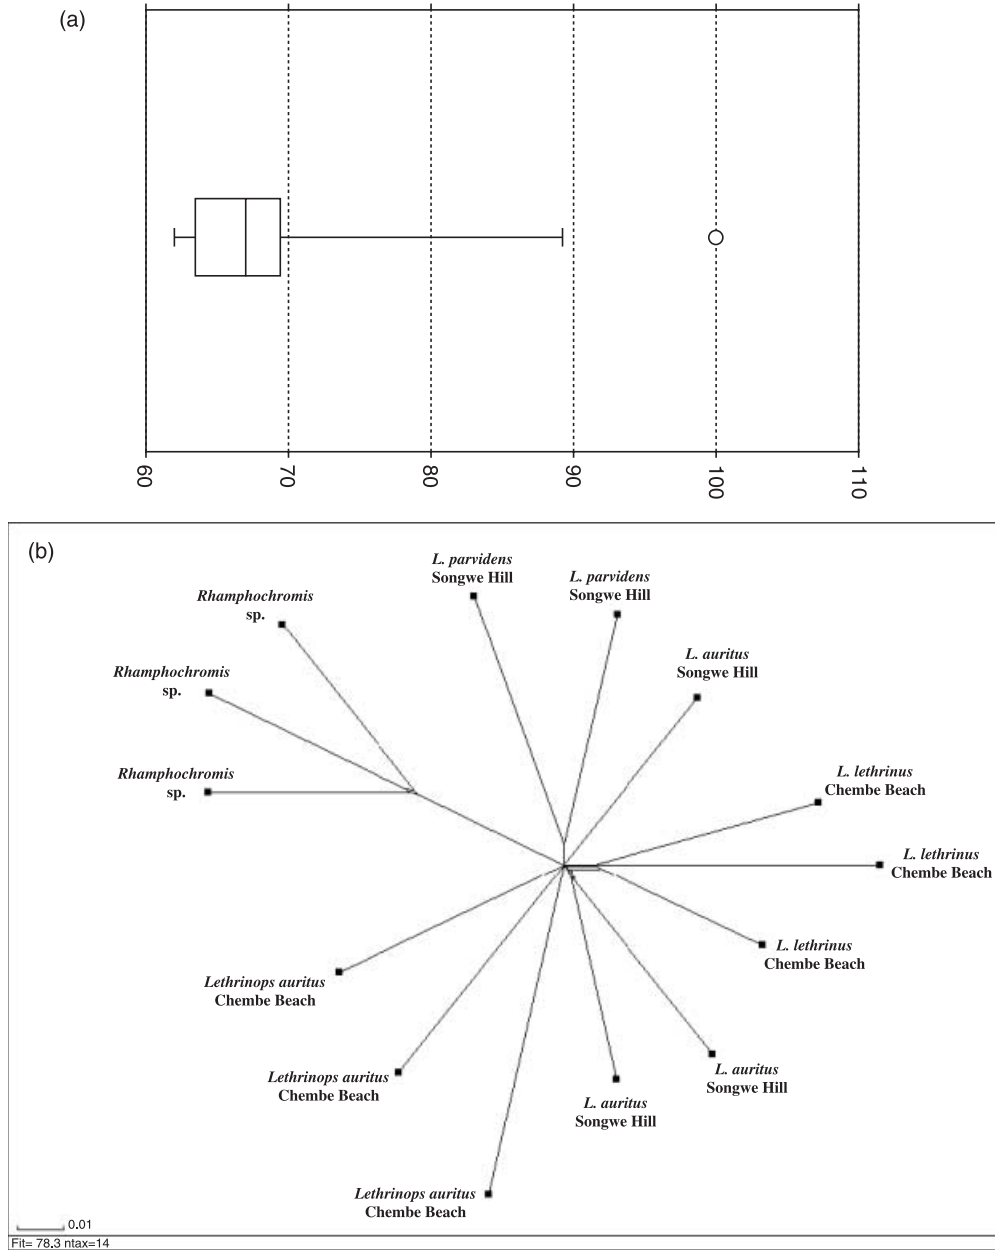 (a)
60
70
80
90
100
110
(b)
L. parvidens
Songwe Hill
L. parvidens
Songwe Hill
Rhamphochromis
sp.
L. auritus
Songwe Hill
Rhamphochromis
sp.
Rhamphochromis
sp.
L. lethrinus
Chembe Beach
L. lethrinus
Chembe Beach
L. lethrinus
Chembe Beach
Lethrinops auritus
Chembe Beach
Lethrinops auritus
Chembe Beach
L. auritus
Songwe Hill
L. auritus
Songwe Hill
Lethrinops auritus
Chembe Beach
0.01
Fit= 78.3 ntax=14